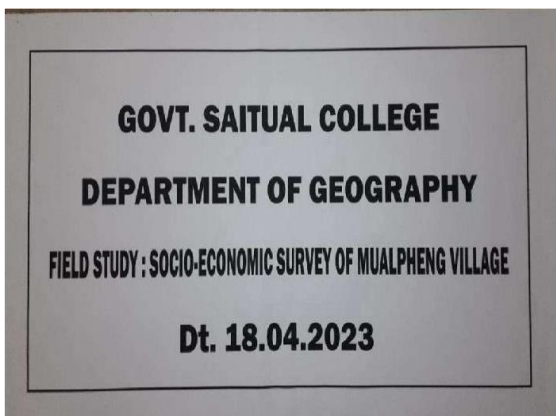 GOVT. SAITUAL COLLEGE
DEPARTMENT OF GEOGRAPHY
FIELD STUDY : SOCIO-ECONOMIC SURVEY OF MUALPHENG VILLAGE
Dt. 18.04.2023